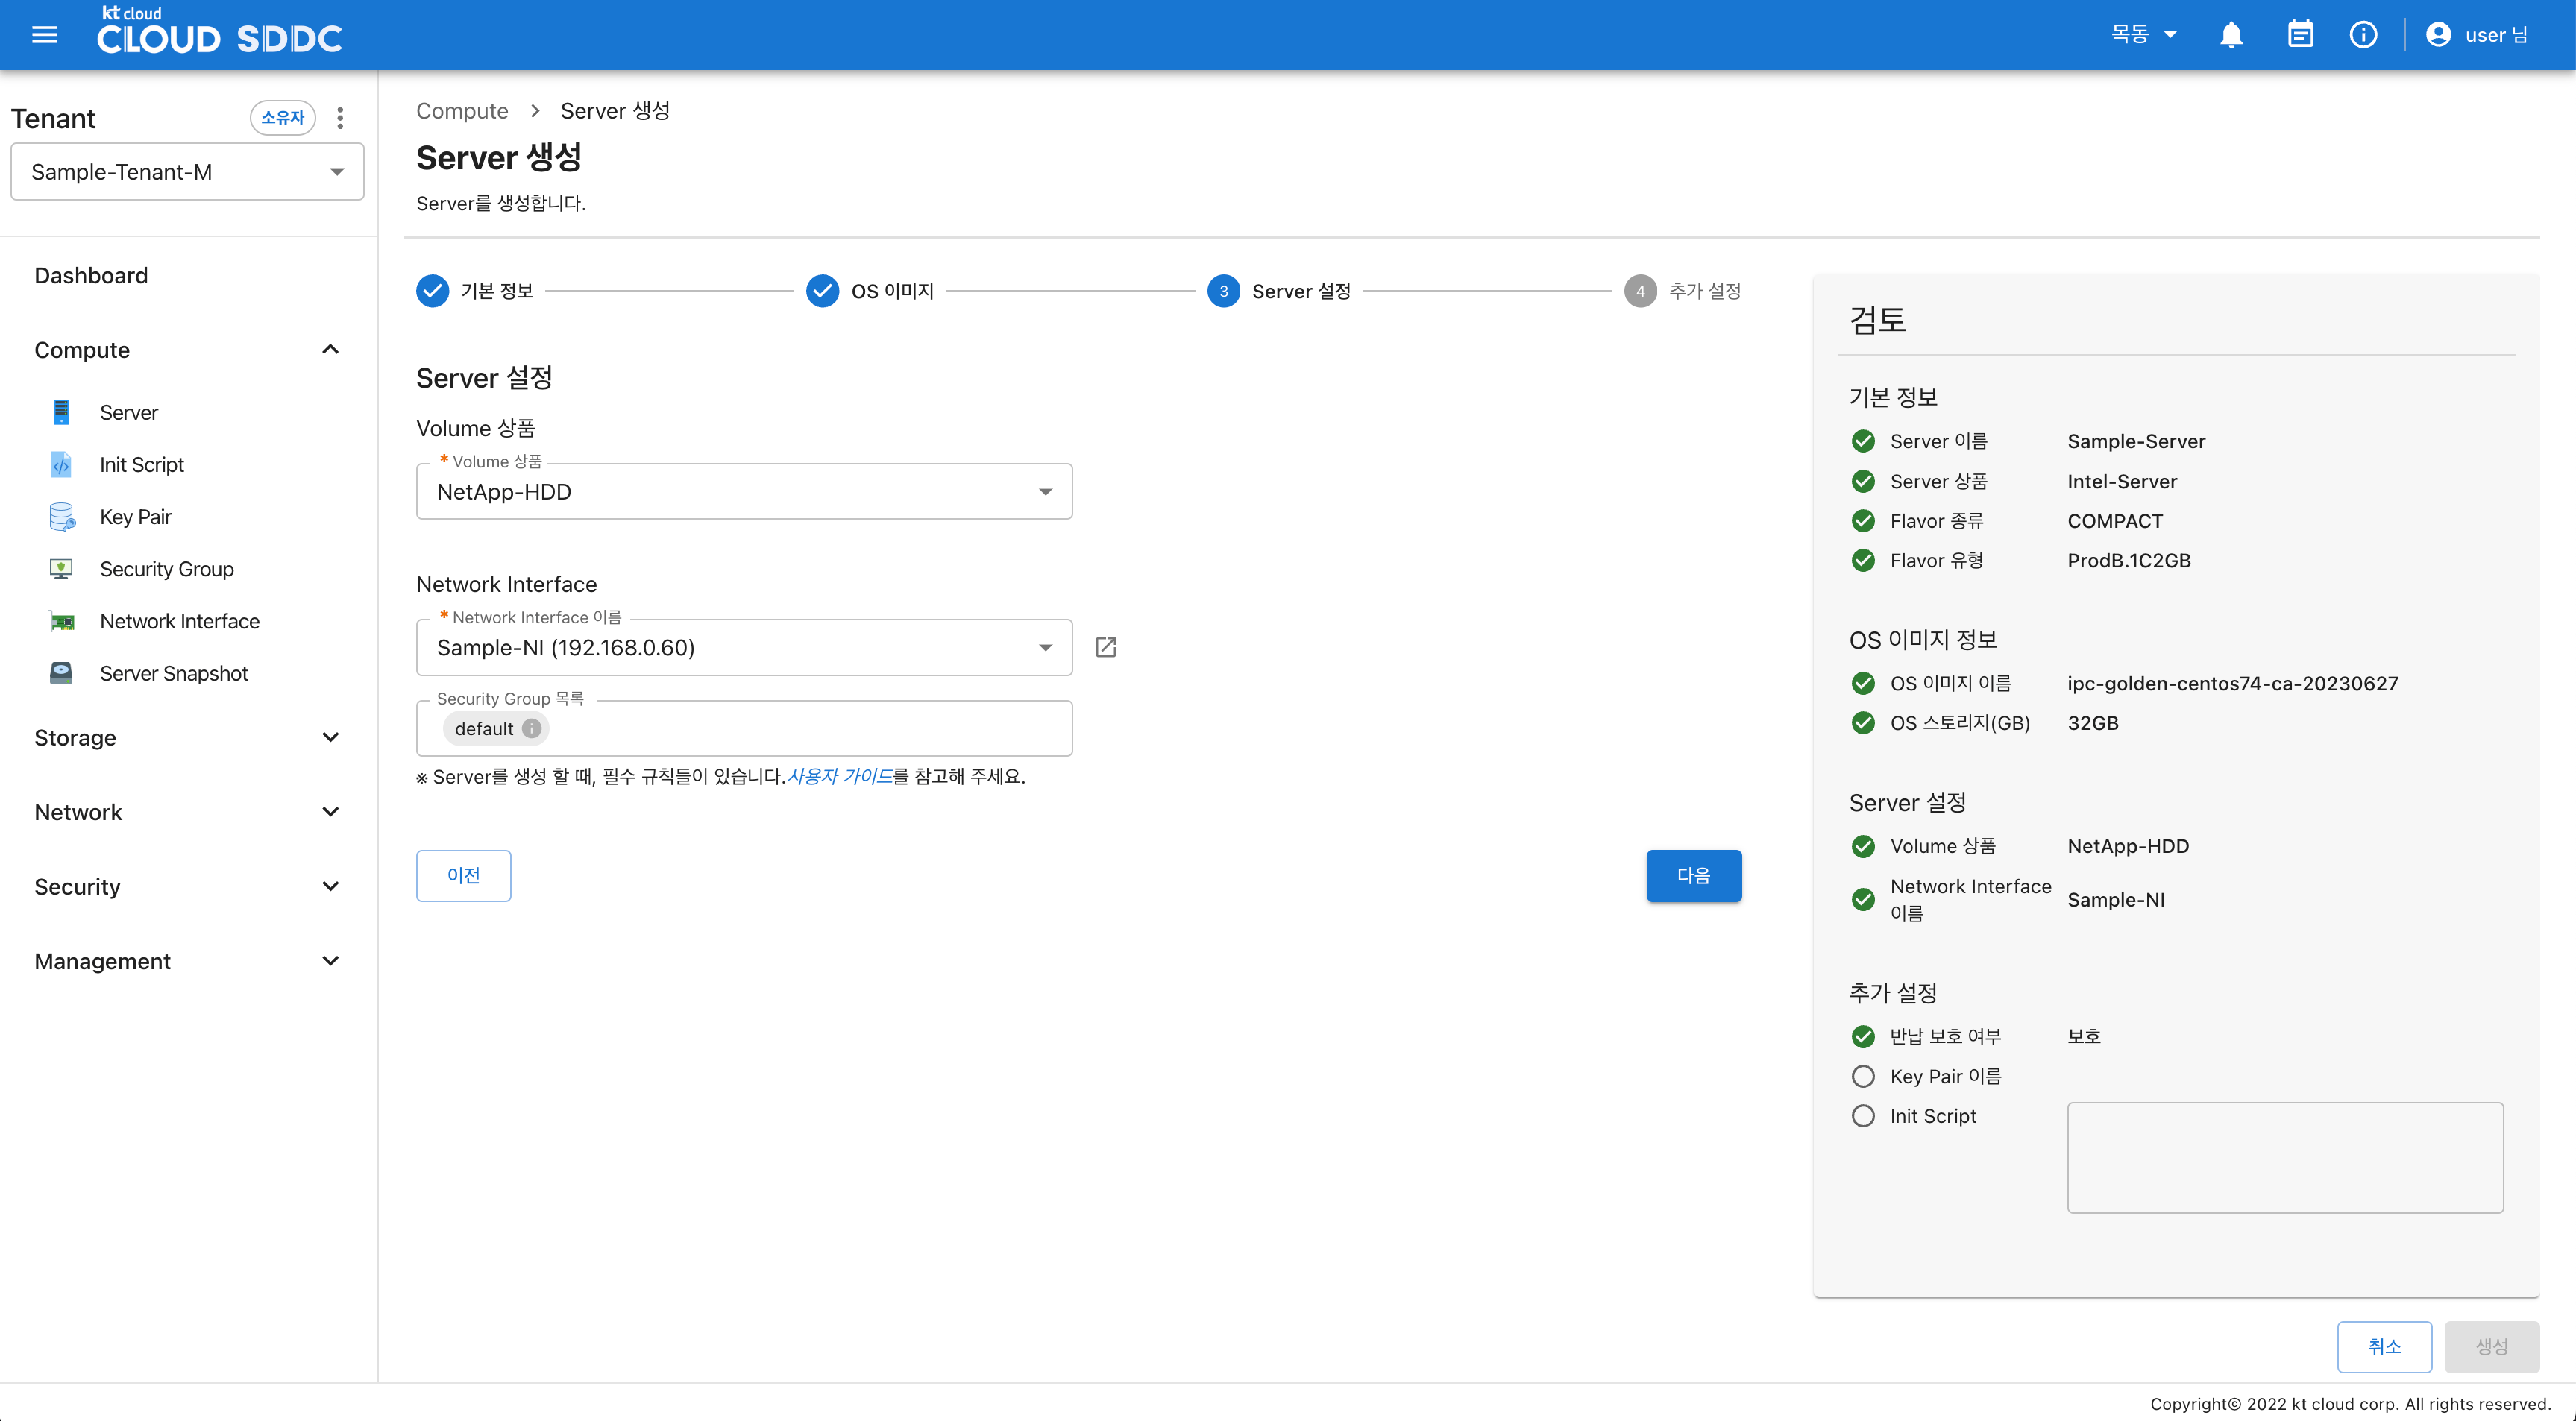 kt cloud
CLOUD SDDC
목동
user 님
Tenant
소유자
Sample-Tenant-M
Dashboard
Compute
Server
Init Script
Key Pair
Security Group
Network Interface
Server Snapshot
Storage
Network
Security
Management
Compute > Server 생성
Server 생성
Server를 생성합니다.
기본 정보
OS 이미지
3 Server 설정
4 추가 설정
Server 설정
Volume 상품
* Volume 상품
NetApp-HDD
Network Interface
* Network Interface 이름
Sample-NI (192.168.0.60)
Security Group 목록
default
※ Server를 생성 할 때, 필수 규칙들이 있습니다.사용자 가이드를 참고해 주세요.
이전
다음
검토
기본 정보
Server 이름 Sample-Server
Server 상품 Intel-Server
Flavor 종류 COMPACT
Flavor 유형 ProdB.1C2GB
OS 이미지 정보
OS 이미지 이름 ipc-golden-centos74-ca-20230627
OS 스토리지(GB) 32GB
Server 설정
Volume 상품 NetApp-HDD
Network Interface
이름 Sample-NI
추가 설정
반납 보호 여부 보호
Key Pair 이름
Init Script
취소
생성
Copyright© 2022 kt cloud corp. All rights reserved.